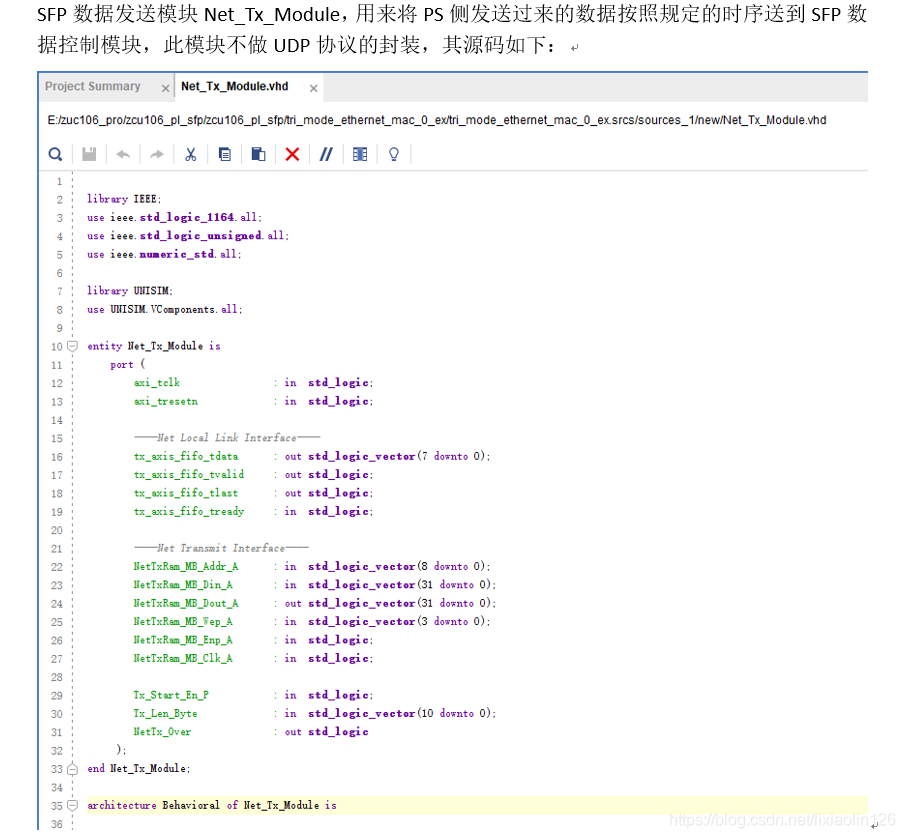 SFP 数据发送模块 Net_Tx_Module，用来将 PS 侧发送过来的数据按照规定的时序送到 SFP 数
据控制模块，此模块不做 UDP 协议的封装，其源码如下：
Project Summary × Net_Tx_Module.vhd ×
E:/zuc106_pro/zcu106_pl_sfp/zcu106_pl_sfp/tri_mode_ethernet_mac_0_ex/tri_mode_ethernet_mac_0_ex.srcs/sources_1/new/Net_Tx_Module.vhd
1
2 library IEEE;
3 use ieee.std_logic_1164.all;
4 use ieee.std_logic_unsigned.all;
5 use ieee.numeric_std.all;
6
7 library UNISIM;
8 use UNISIM.VComponents.all;
9
10 entity Net_Tx_Module is
11 port (
12 axi_tclk : in std_logic;
13 axi_tresetn : in std_logic;
14
15 ----Net Local Link Interface----
16 tx_axis_fifo_tdata : out std_logic_vector(7 downto 0);
17 tx_axis_fifo_tvalid : out std_logic;
18 tx_axis_fifo_tlast : out std_logic;
19 tx_axis_fifo_tready : in std_logic;
20
21 ----Net Transmit Interface----
22 NetTxRam_MB_Addr_A : in std_logic_vector(8 downto 0);
23 NetTxRam_MB_Din_A : in std_logic_vector(31 downto 0);
24 NetTxRam_MB_Dout_A : out std_logic_vector(31 downto 0);
25 NetTxRam_MB_Wep_A : in std_logic_vector(3 downto 0);
26 NetTxRam_MB_Enp_A : in std_logic;
27 NetTxRam_MB_Clk_A : in std_logic;
28
29 Tx_Start_En_P : in std_logic;
30 Tx_Len_Byte : in std_logic_vector(10 downto 0);
31 NetTx_Over : out std_logic
32 );
33 end Net_Tx_Module;
34
35 architecture Behavioral of Net_Tx_Module is
36
https://blog.csdn.net/lixiaolin126